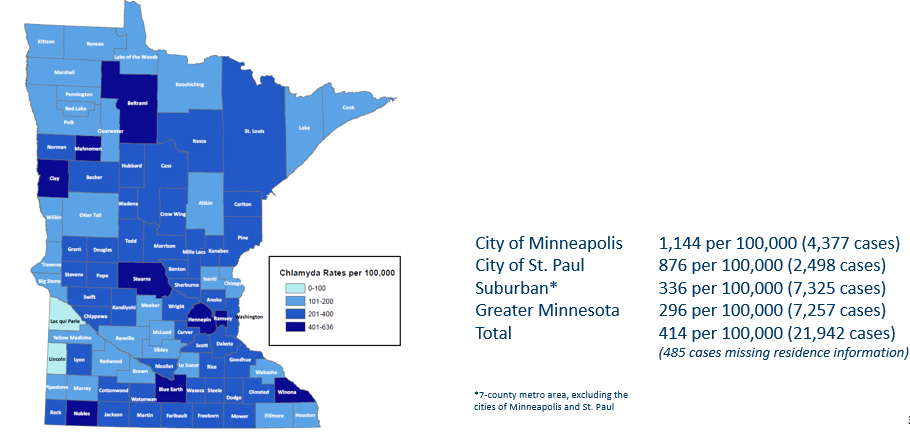 Kittson
Roseau
Lake of the Woods
Marshall
Koochiching
Pennington
Red Lake
Beltrami
Cook
Polk
Lake
Clearwater
St. Louis
Itasca
Norman
Mahnomen
Hubbard
Cass
Clay
Becker
Wadena
Aitkin
Carlton
Crow Wing
Wilkin
Otter Tail
Pine
Todd
Morrison
Mille Lacs
Kanabec
Grant
Douglas
Traverse
Benton
Stevens
Pope
Stearns
Isanti
Big Stone
Sherburne
Chisago
Swift
Anoka
Kandiyohi
Meeker
Wright
Lac qui Parle
Chippewa
Hennepin
Ramsey
Washington
McLeod
Carver
Yellow Medicine
Renville
Scott
Dakota
Sibley
Lincoln
Lyon
Redwood
Nicollet
Le Sueur
Rice
Goodhue
Brown
Wabasha
Pipestone
Murray
Cottonwood
Blue Earth
Waseca
Steele
Olmsted
Winona
Watonwan
Dodge
Rock
Nobles
Jackson
Martin
Faribault
Freeborn
Mower
Fillmore
Houston
Chlamyda Rates per 100,000
0-100
101-200
201-400
401-636
City of Minneapolis 1,144 per 100,000 (4,377 cases)
City of St. Paul 876 per 100,000 (2,498 cases)
Suburban* 336 per 100,000 (7,325 cases)
Greater Minnesota 296 per 100,000 (7,257 cases)
Total 414 per 100,000 (21,942 cases)
(485 cases missing residence information)
*7-county metro area, excluding the
cities of Minneapolis and St. Paul